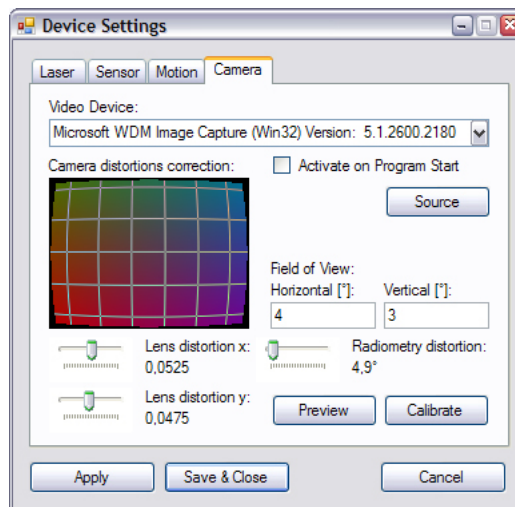 Device Settings
Laser Sensor Motion Camera
Video Device:
Microsoft WDM Image Capture (Win32) Version: 5.1.2600.2180
Camera distortions correction:
Activate on Program Start
Source
Field of View:
Horizontal [°]: Vertical [°]:
4 3
Lens distortion x: Radiometry distortion:
0,0525 4,9°
Lens distortion y:
0,0475
Preview Calibrate
Apply Save & Close Cancel